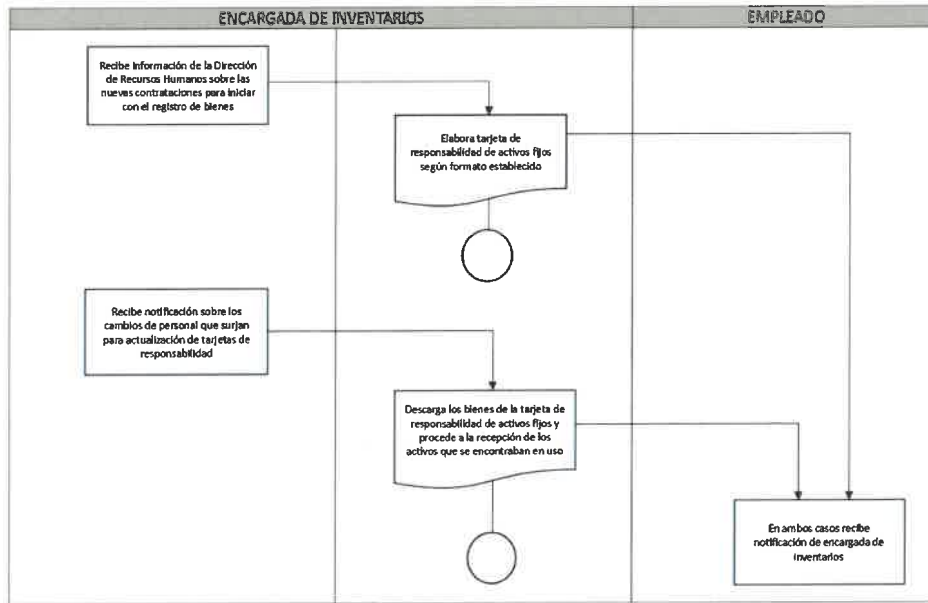 ENCARGADA DE INVENTARIOS
EMPLEADO
Recibe información de la Dirección
de Recursos Humanos sobre las
nuevas contrataciones para iniciar
con el registro de bienes
Elabora tarjeta de
responsabilidad de activos fijos
según formato establecido
Recibe notificación sobre los
cambios de personal que surjan
para actualización de tarjetas de
responsabilidad
Descarga los bienes de la tarjeta de
responsabilidad de activos fijos y
procede a la recepción de los
activos que se encontraban en uso
En ambos casos recibe
notificación de encargada de
inventarios